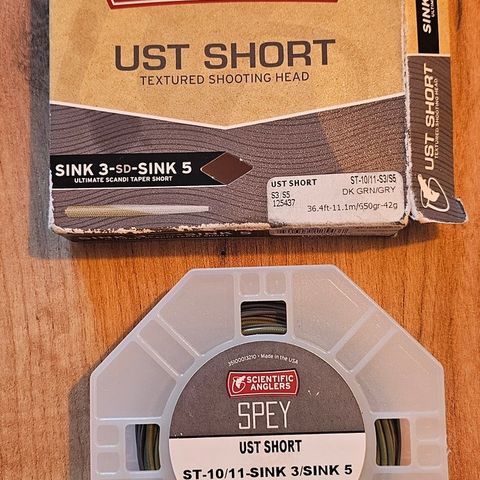 UST SHORT
TEXTURED SHOOTING HEAD
SINK 3-SD-SINK 5
ULTIMATE SCANDI TAPER SHORT
UST SHORT ST-10/11-S3/S5
S3/S5 DK GRN/GRY
125437
36.4ft-11.1m/650gr-42g
UST SHORT
TEXTURED SHOOTING HEAD
SINK
35100013210 • Made in the USA
SCIENTIFIC
ANGLERS
SPEY
UST SHORT
ST-10/11-SINK 3/SINK 5